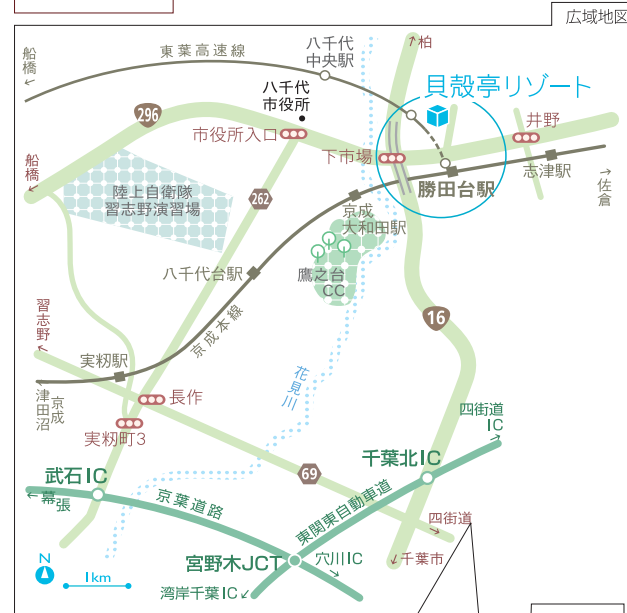 広域地図
↑柏
八千代
中央駅
東葉高速線
船橋
←
八千代
市役所
貝殻亭リゾート
296
市役所入口
井野
下市場
船橋
←
志津駅
勝田台駅
→
佐倉
陸上自衛隊
習志野演習場
262
京成
大和田駅
八千代台駅
鷹之台
CC
習志野
←
京成本線
16
実籾駅
花見川
←
京成
津田沼
長作
四街道
IC
→
実籾町3
武石IC
千葉北IC
69
←幕張
京葉道路
東関東自動車道
四街道
→
宮野木JCT
穴川IC
→
↓千葉市
N
1km
湾岸千葉IC↙